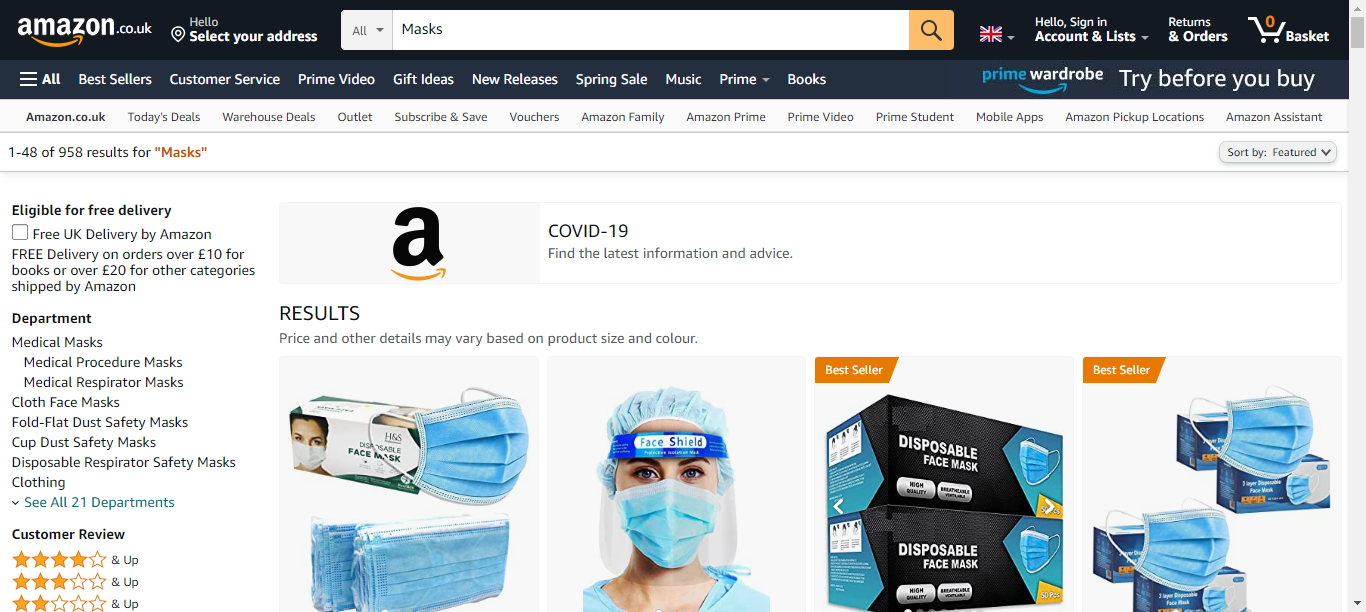 amazon.co.uk
Hello
Select your address
All
Masks
Hello, Sign in
Account & Lists
Returns
& Orders
0
Basket
All
Best Sellers
Customer Service
Prime Video
Gift Ideas
New Releases
Spring Sale
Music
Prime
Books
prime wardrobe
Try before you buy
Amazon.co.uk
Today's Deals
Warehouse Deals
Outlet
Subscribe & Save
Vouchers
Amazon Family
Amazon Prime
Prime Video
Prime Student
Mobile Apps
Amazon Pickup Locations
Amazon Assistant
1-48 of 958 results for "Masks"
Sort by: Featured
Eligible for free delivery
Free UK Delivery by Amazon
FREE Delivery on orders over £10 for
books or over £20 for other categories
shipped by Amazon
Department
Medical Masks
Medical Procedure Masks
Medical Respirator Masks
Cloth Face Masks
Fold-Flat Dust Safety Masks
Cup Dust Safety Masks
Disposable Respirator Safety Masks
Clothing
See All 21 Departments
Customer Review
& Up
& Up
& Up
a
COVID-19
Find the latest information and advice.
RESULTS
Price and other details may vary based on product size and colour.
H&S
DISPOSABLE
FACE MASK
Face Shield
Protection Isolation Mask
Best Seller
DISPOSABLE
FACE MASK
HIGH
QUALITY
BREATHEABLE
VENTILABLE
DISPOSABLE
FACE MASK
HIGH
QUALITY
BREATHEABLE
VENTILABLE
50 Pcs
Best Seller
3 layer Disposable
Face Mask
3 layer Disposable
Face Mask